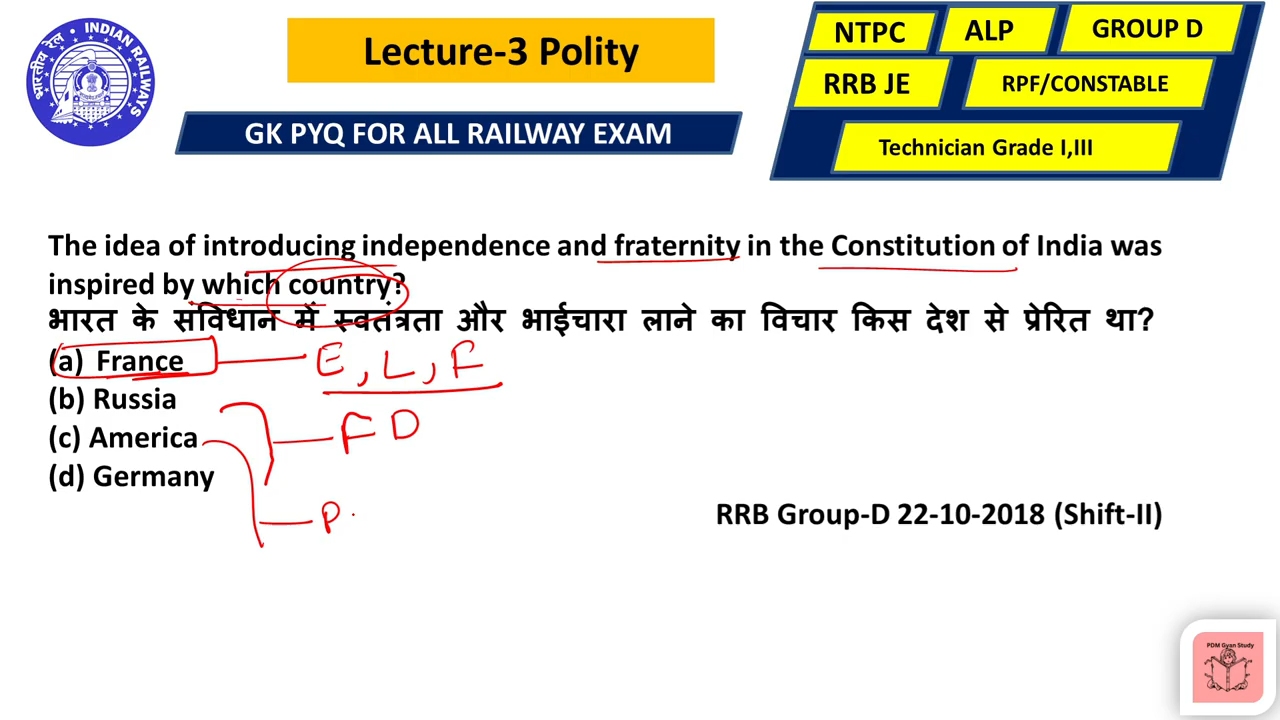 भारतीय रेल INDIAN RAILWAYS
Lecture-3 Polity
GK PYQ FOR ALL RAILWAY EXAM
NTPC
ALP
GROUP D
RRB JE
RPF/CONSTABLE
Technician Grade I,III
The idea of introducing independence and fraternity in the Constitution of India was
inspired by which country?
भारत के संविधान में स्वतंत्रता और भाईचारा लाने का विचार किस देश से प्रेरित था?
(a) France
E, L, F
(b) Russia
(c) America
F D
(d) Germany
P
RRB Group-D 22-10-2018 (Shift-II)
PDM Gyan Study